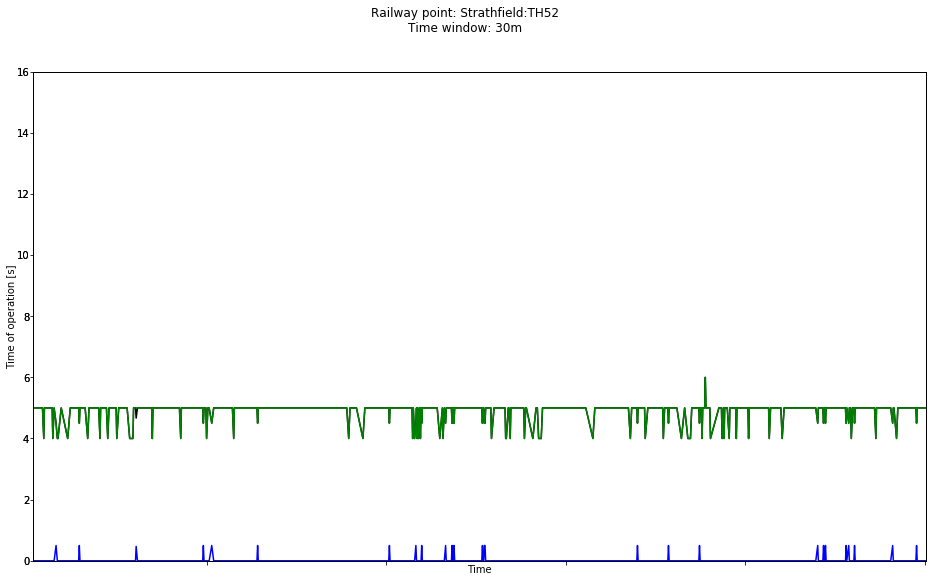 Railway point: Strathfield:TH52
Time window: 30m
16
14
12
10
8
6
4
2
0
Time of operation [s]
Time